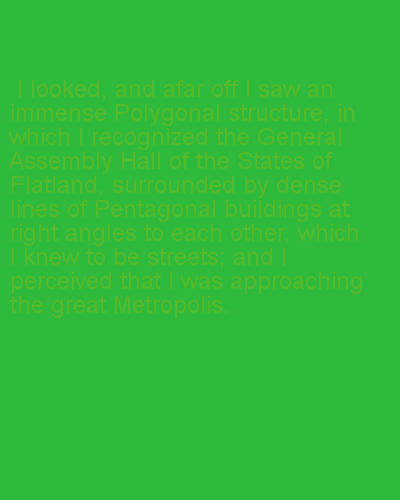 I looked, and afar off I saw an
immense Polygonal structure, in
which I recognized the General
Assembly Hall of the States of
Flatland, surrounded by dense
lines of Pentagonal buildings at
right angles to each other, which
I knew to be streets; and I
perceived that I was approaching
the great Metropolis.